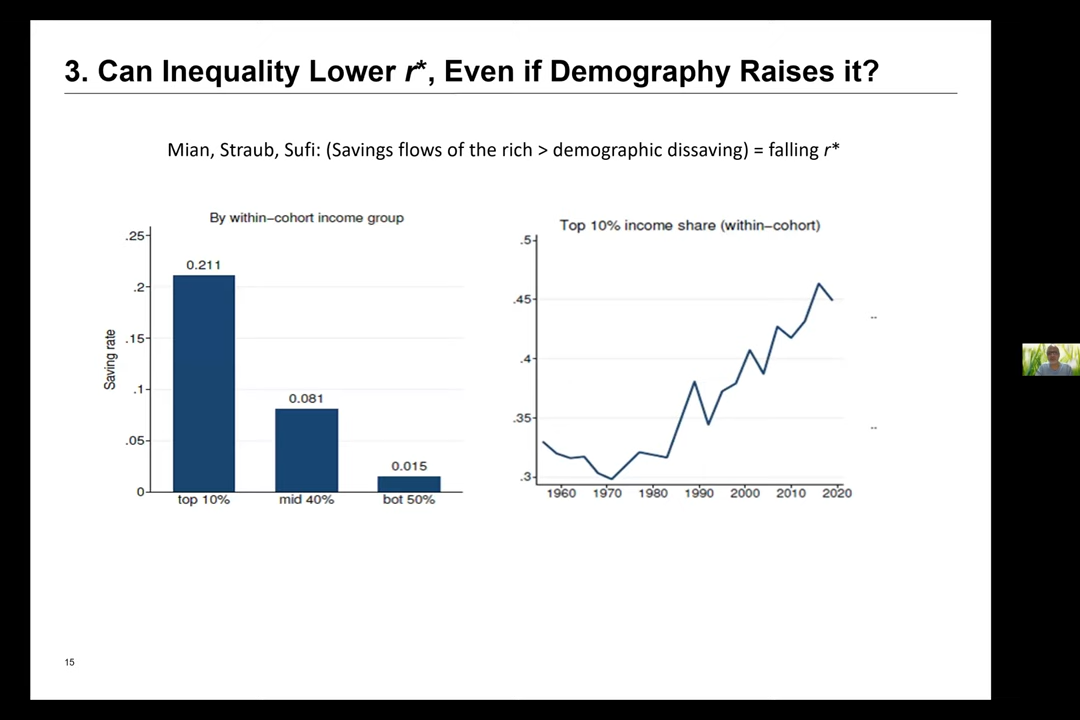 3. Can Inequality Lower r*, Even if Demography Raises it?
Mian, Straub, Sufi: (Savings flows of the rich > demographic dissaving) = falling r*
By within-cohort income group
Saving rate
.25
.2
.15
.1
.05
0
0.211
0.081
0.015
top 10%
mid 40%
bot 50%
Top 10% income share (within-cohort)
.5
.45
.4
.35
.3
1960 1970 1980 1990 2000 2010 2020
..
..
15